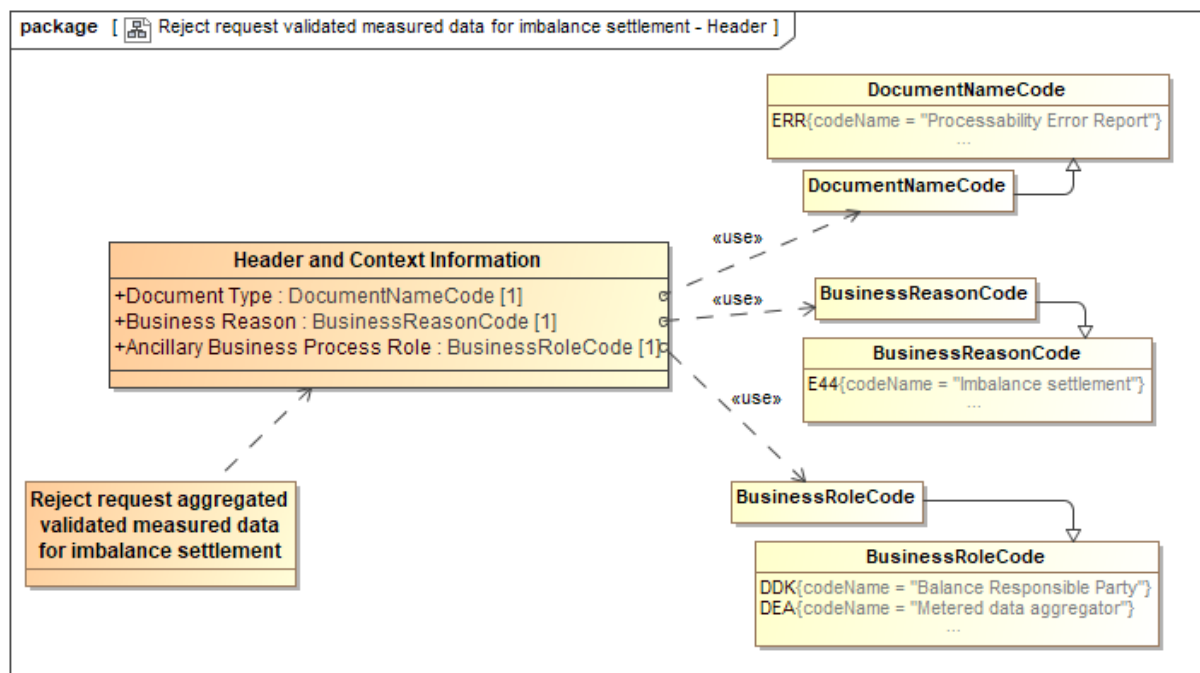 package [ Reject request validated measured data for imbalance settlement - Header ]
DocumentNameCode
ERR{codeName = "Processability Error Report"}
...
DocumentNameCode
«use»
Header and Context Information
+Document Type : DocumentNameCode [1]
+Business Reason : BusinessReasonCode [1]
+Ancillary Business Process Role : BusinessRoleCode [1]
«use»
BusinessReasonCode
BusinessReasonCode
E44{codeName = "Imbalance settlement"}
...
«use»
Reject request aggregated
validated measured data
for imbalance settlement
BusinessRoleCode
BusinessRoleCode
DDK{codeName = "Balance Responsible Party"}
DEA{codeName = "Metered data aggregator"}
...